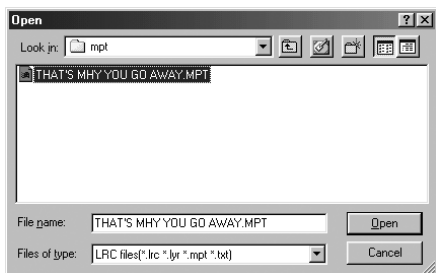 Open
Look in: mpt
THAT'S MHY YOU GO AWAY.MPT
File name: THAT'S MHY YOU GO AWAY.MPT Open
Files of type: LRC files(*.lrc *.lyr *.mpt *.txt) Cancel